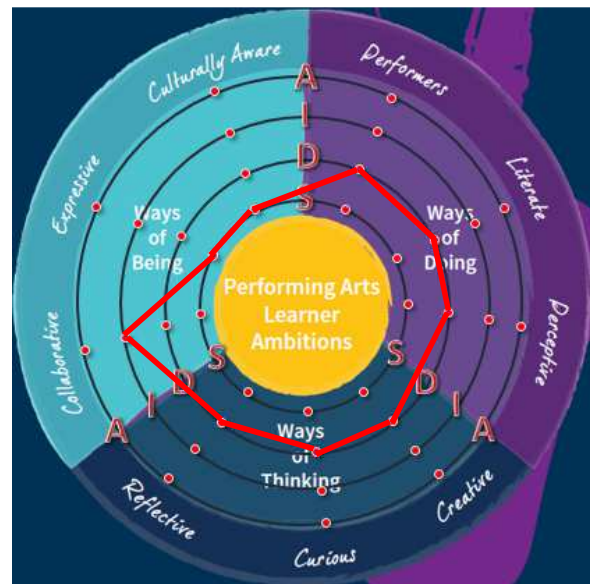 Culturally Aware
Performers
Expressive
Literate
Collaborative
Perceptive
Reflective
Curious
Creative
A
I
D
S
Ways
of
Being
Ways
of
Doing
Performing Arts
Learner
Ambitions
S
D
I
A
S
D
I
A
Ways
of
Thinking